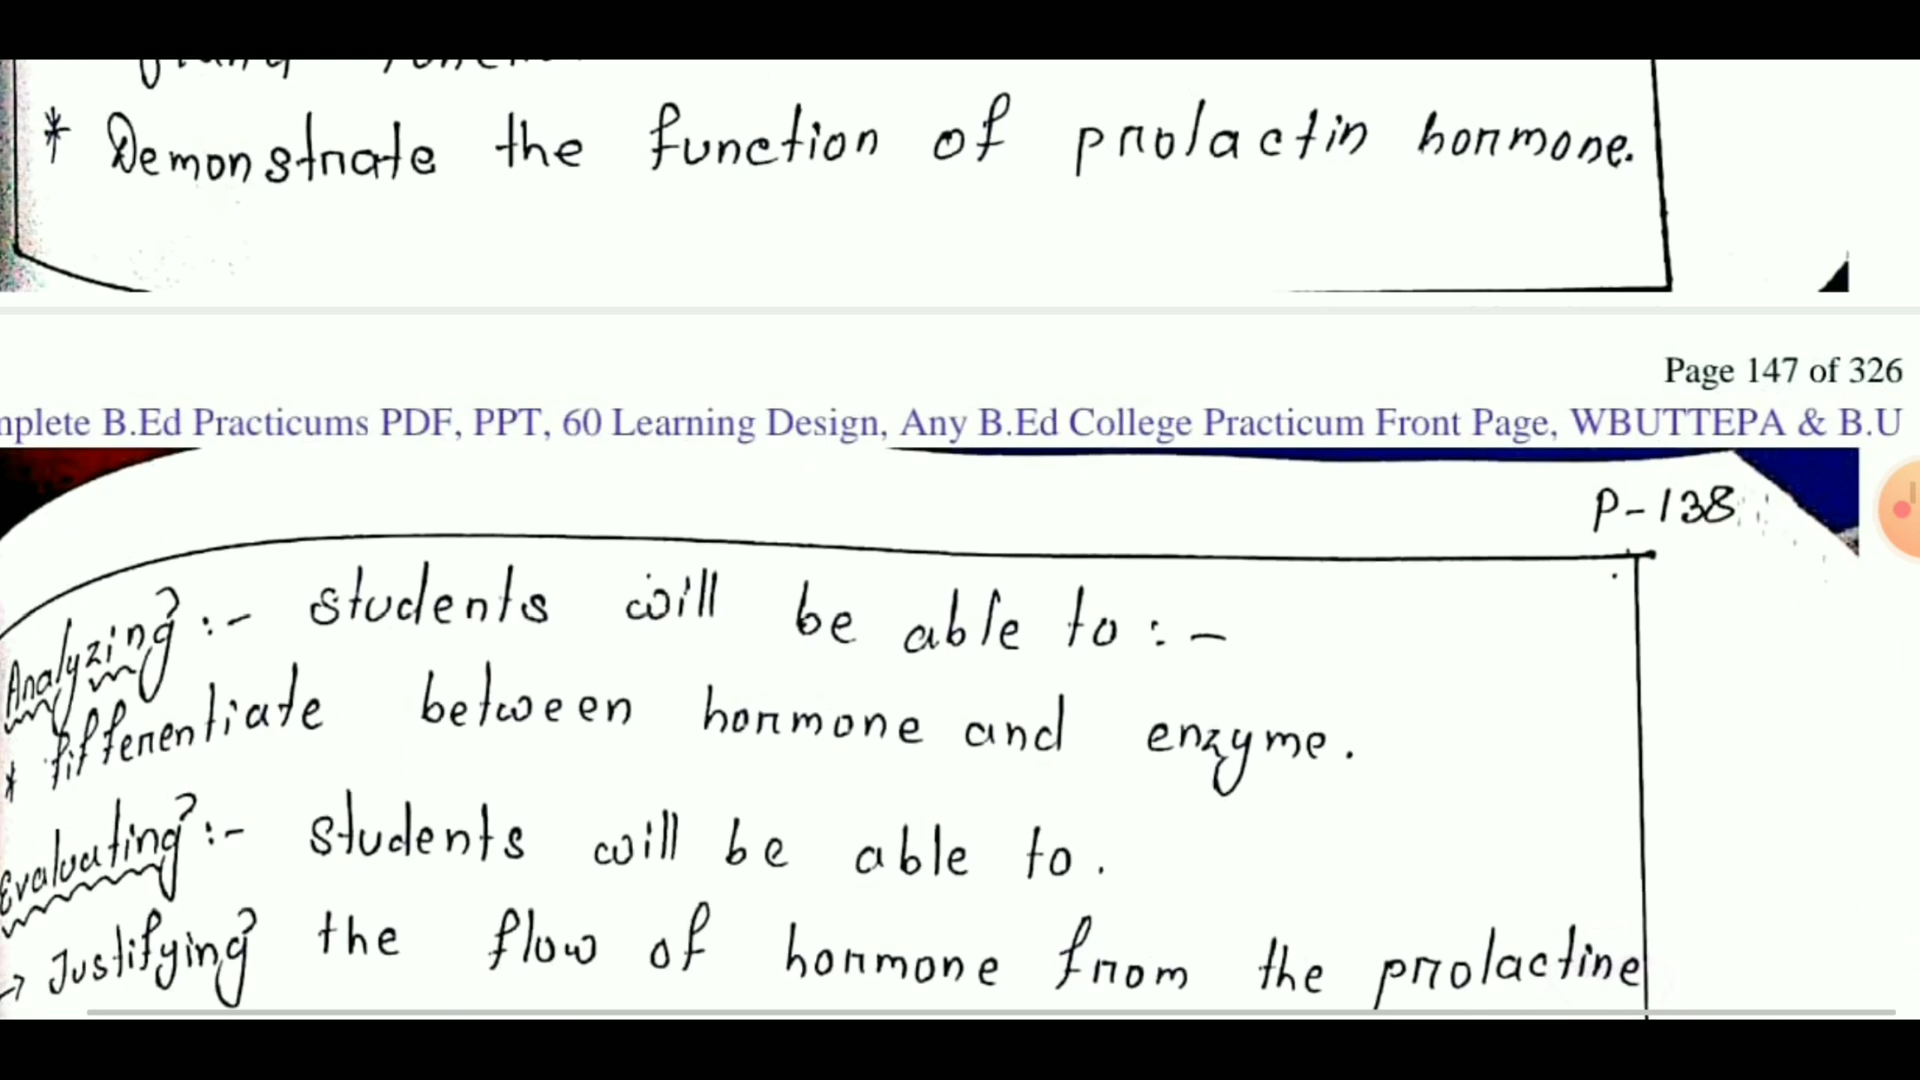 * Demonstrate the function of prolactin hormone.
Page 147 of 326
mplete B.Ed Practicums PDF, PPT, 60 Learning Design, Any B.Ed College Practicum Front Page, WBUTTEPA & B.U
P-138
Analyzing :- students will be able to :-
* Differentiate between hormone and enzyme.
Evaluating :- students will be able to.
→ Justifying the flow of hormone from the prolactine